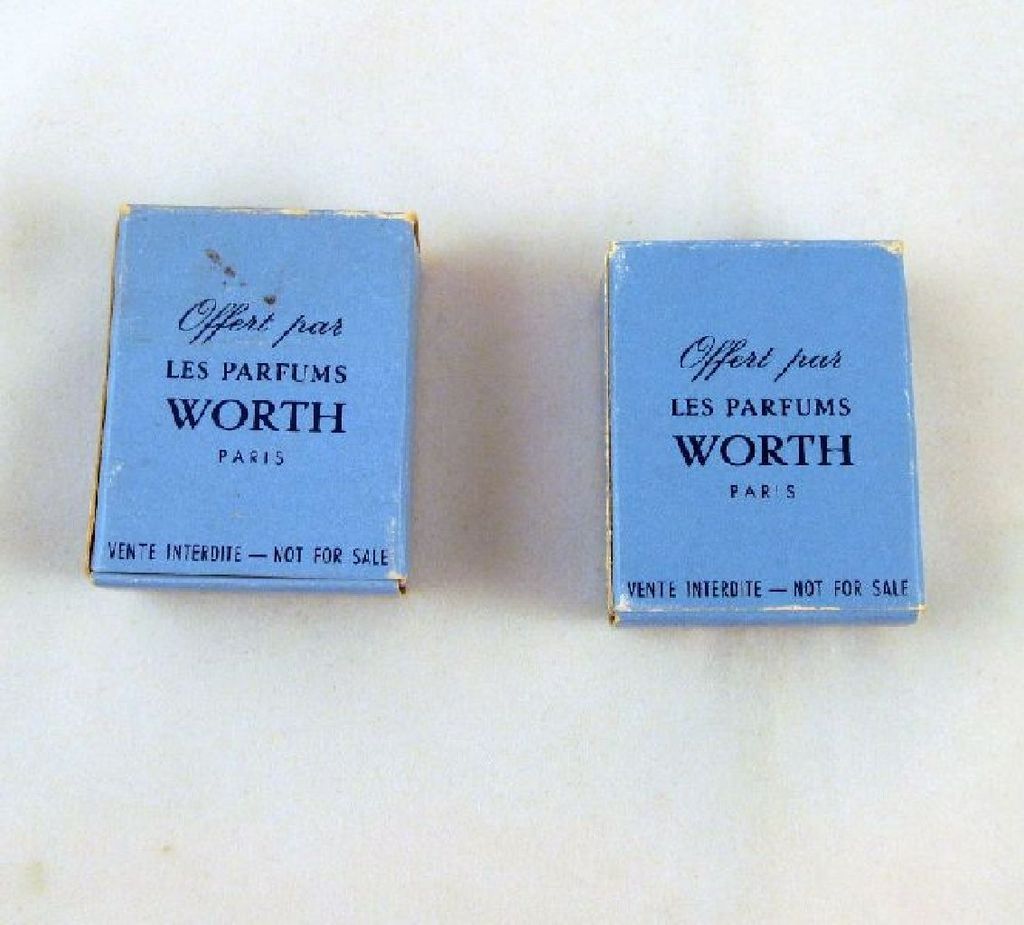 Offert par
LES PARFUMS
WORTH
PARIS
VENTE INTERDITE — NOT FOR SALE
Offert par
LES PARFUMS
WORTH
PARIS
VENTE INTERDITE — NOT FOR SALE